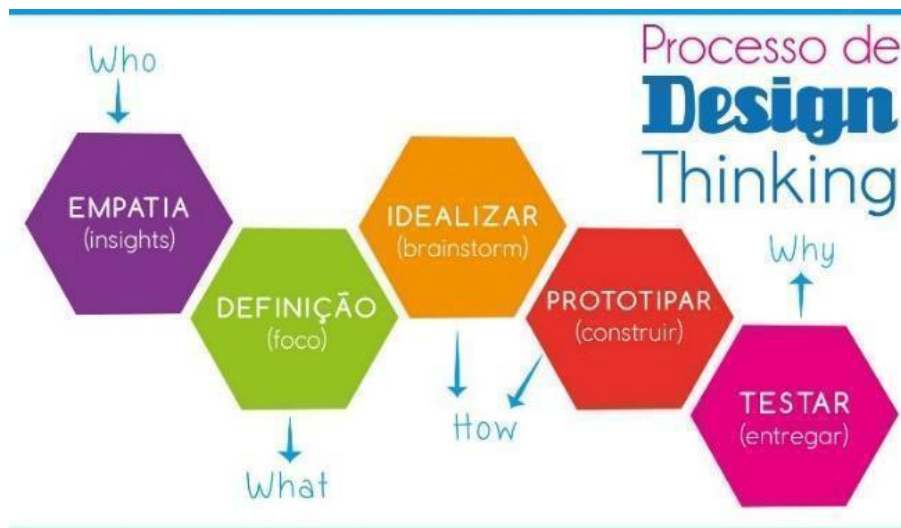 Processo de
Design
Thinking
Who
EMPATIA
(insights)
DEFINIÇÃO
(foco)
What
IDEALIZAR
(brainstorm)
How
PROTOTIPAR
(construir)
Why
TESTAR
(entregar)